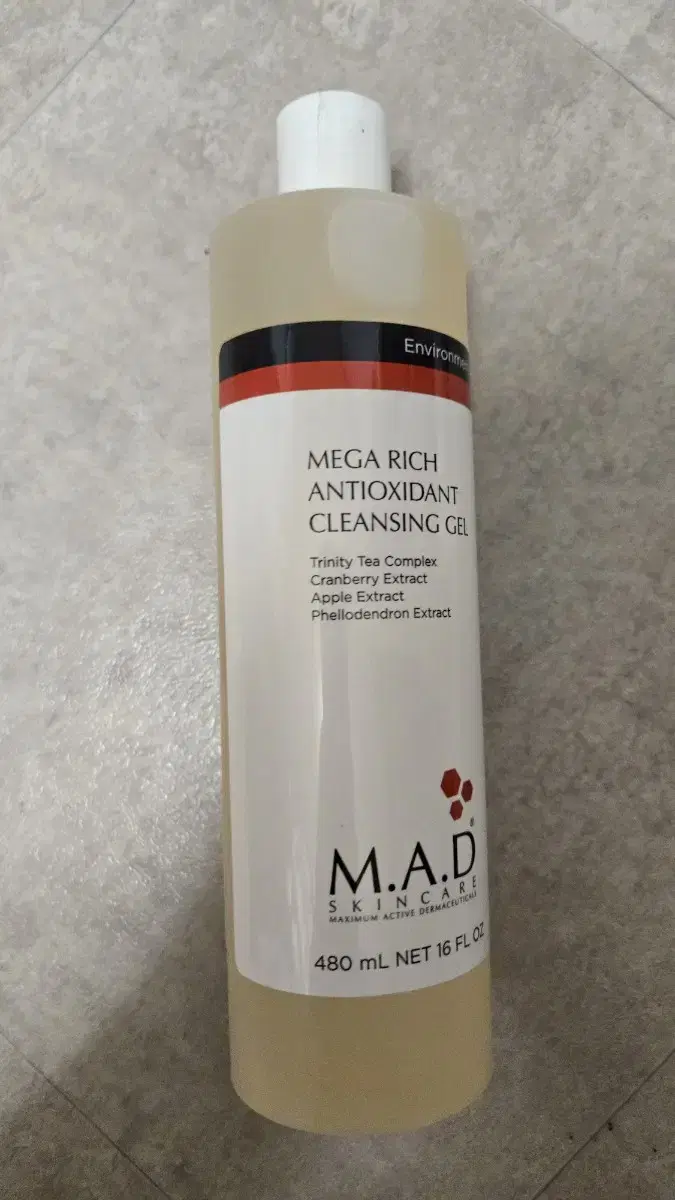 MEGA RICH
ANTIOXIDANT
CLEANSING GEL
Trinity Tea Complex
Cranberry Extract
Apple Extract
Phellodendron Extract
M.A.D
®
SKINCARE
MAXIMUM ACTIVE DERMACEUTICALS
480 mL NET 16 FL OZ